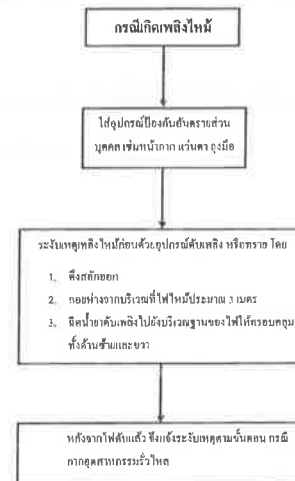 กรณีเกิดเพลิงไหม้
ใส่อุปกรณ์ป้องกันอันตรายส่วน
บุคคล เช่นหน้ากาก แว่นตา ถุงมือ
ระงับเหตุเพลิงไหม้ก่อนด้วยอุปกรณ์ดับเพลิง หรือทราย โดย
1. ดึงสลักออก
2. ถอยห่างจากบริเวณที่ไฟไหม้ประมาณ 3 เมตร
3. ฉีดน้ำยาดับเพลิงไปยังบริเวณฐานของไฟให้ครอบคลุม
ทั้งด้านซ้ายและขวา
หลังจากไฟดับแล้ว จึงแจ้งระงับเหตุตามขั้นตอน กรณี
กากอุตสาหกรรมรั่วไหล